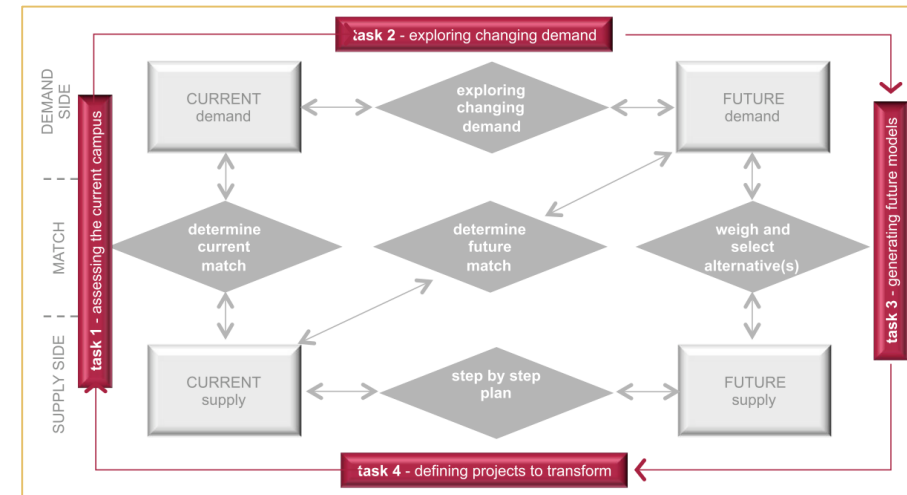 task 2 - exploring changing demand
DEMAND
SIDE
CURRENT
demand
exploring
changing
demand
FUTURE
demand
task 1 - assessing the current campus
MATCH
determine
current
match
determine
future
match
weigh and
select
alternative(s)
task 3 - generating future models
SUPPLY SIDE
CURRENT
supply
step by step
plan
FUTURE
supply
task 4 - defining projects to transform